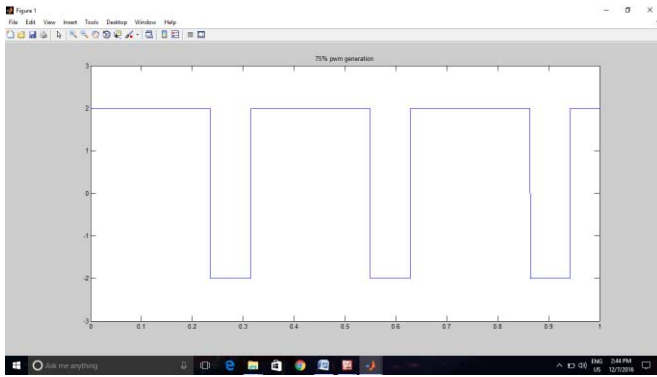 Figure 1
File Edit View Insert Tools Desktop Window Help
75% pwm generation
3
2
1
0
-1
-2
-3
0 0.1 0.2 0.3 0.4 0.5 0.6 0.7 0.8 0.9 1
Ask me anything
ENG 2:44 PM
US 12/7/2016